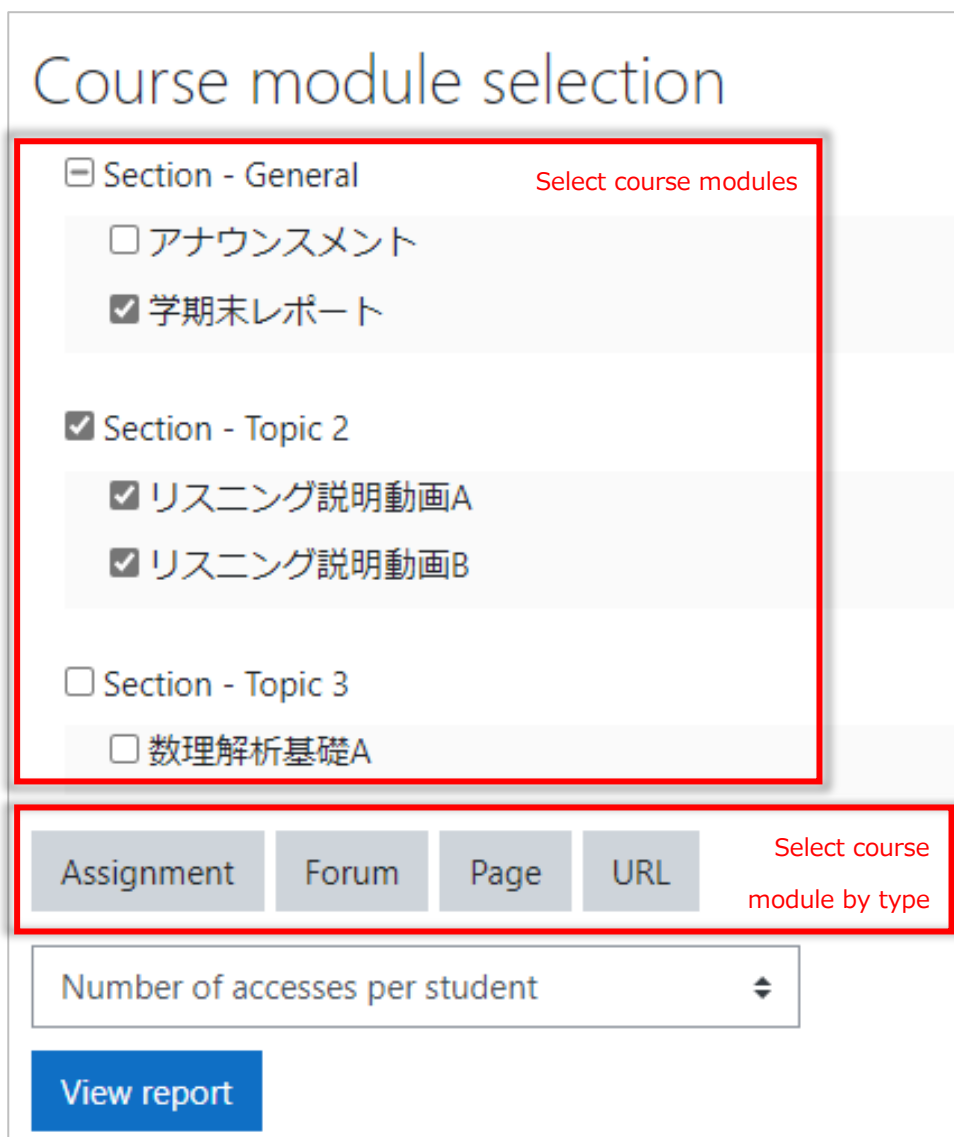 Course module selection
Section - General
Select course modules
アナウンスメント
学期末レポート
Section - Topic 2
リスニング説明動画A
リスニング説明動画B
Section - Topic 3
数理解析基礎A
Assignment Forum Page URL
Select course
module by type
Number of accesses per student
View report